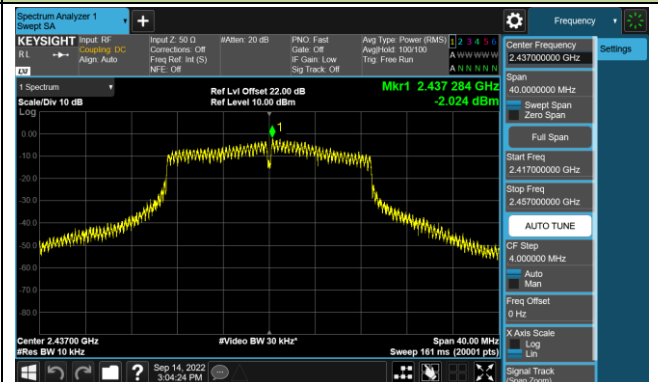 Spectrum Analyzer 1
Swept SA
+
Frequency
KEYSIGHT
RL
LXI
Input: RF
Coupling: DC
Align: Auto
Input Z: 50 Ω
Corrections: Off
Freq Ref: Int (S)
NFE: Off
#Atten: 20 dB
PNO: Fast
Gate: Off
IF Gain: Low
Sig Track: Off
Avg Type: Power (RMS)
Avg|Hold: 100/100
Trig: Free Run
1 2 3 4 5 6
A W W W W W
A N N N N N
1 Spectrum
Scale/Div 10 dB
Log
Ref Lvl Offset 22.00 dB
Ref Level 10.00 dBm
Mkr1 2.437 284 GHz
-2.024 dBm
1
0.00
-10.0
-20.0
-30.0
-40.0
-50.0
-60.0
-70.0
-80.0
Center 2.43700 GHz
#Res BW 10 kHz
#Video BW 30 kHz*
Span 40.00 MHz
Sweep 161 ms (20001 pts)
Sep 14, 2022
3:04:24 PM
?
Center Frequency
2.437000000 GHz
Settings
Span
40.0000000 MHz
Swept Span
Zero Span
Full Span
Start Freq
2.417000000 GHz
Stop Freq
2.457000000 GHz
AUTO TUNE
CF Step
4.000000 MHz
Auto
Man
Freq Offset
0 Hz
X Axis Scale
Log
Lin
Signal Track
(Span Zoom)